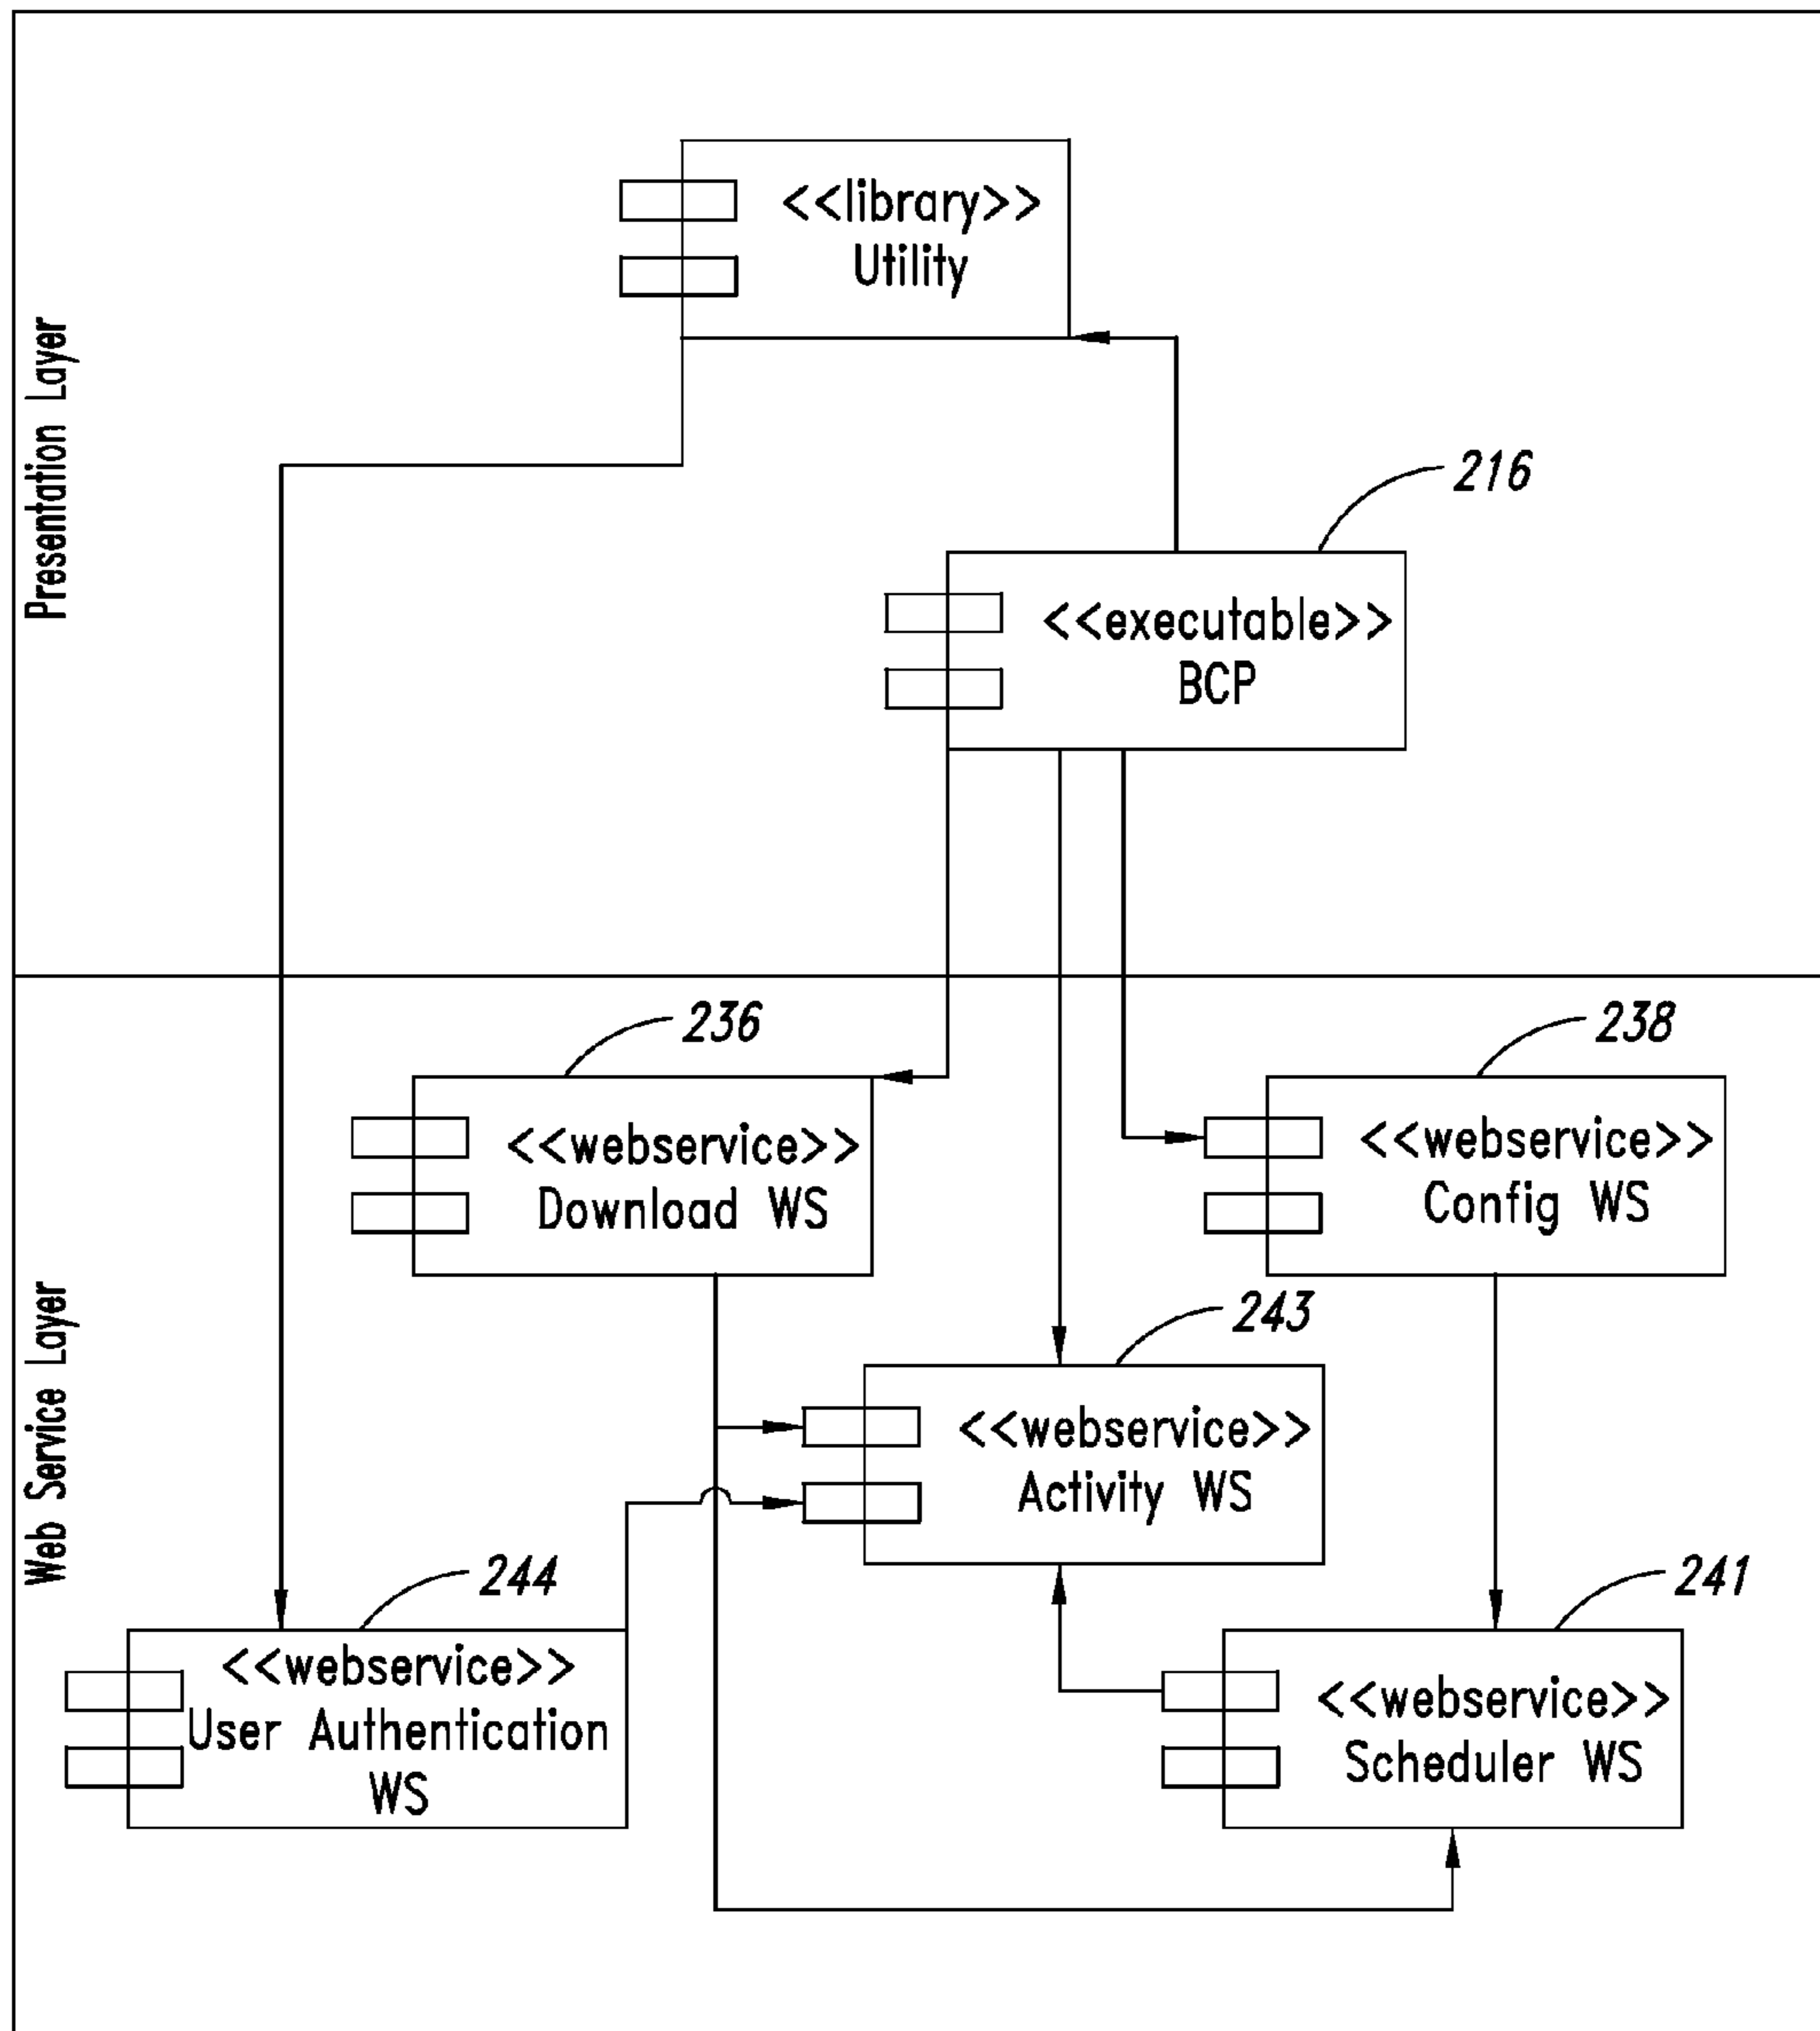 Presentation Layer
<<library>>
Utility
216
<<executable>>
BCP
Web Service Layer
236
<<webservice>>
Download WS
238
<<webservice>>
Config WS
243
<<webservice>>
Activity WS
244
<<webservice>>
User Authentication
WS
241
<<webservice>>
Scheduler WS